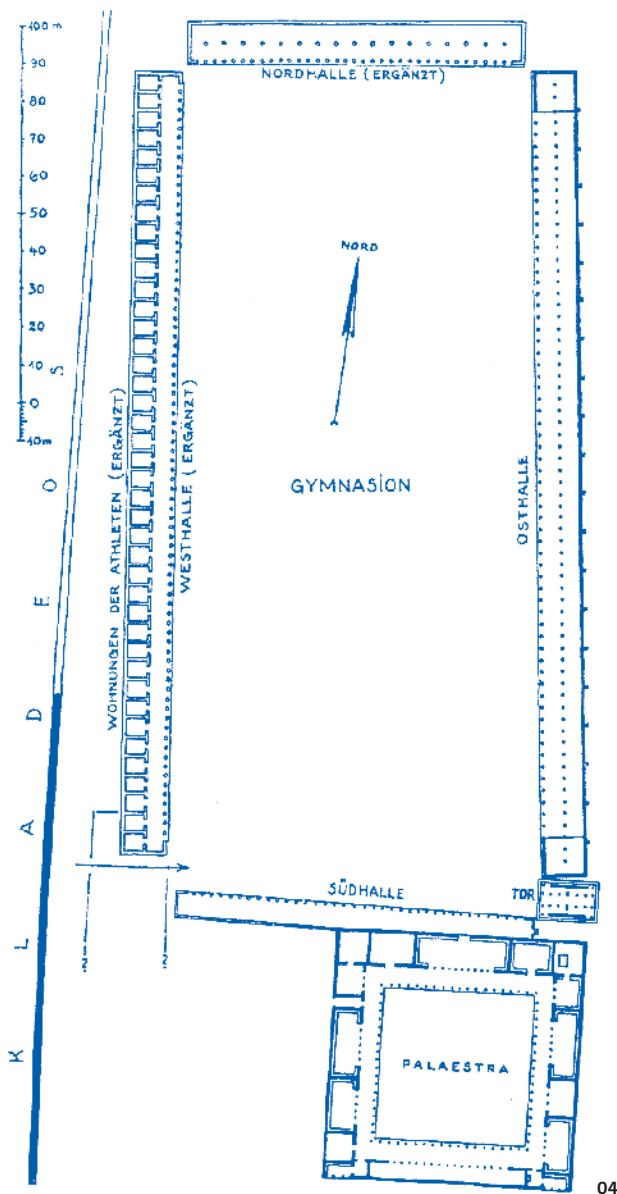 100 m
90
80
70
60
50
40
30
20
10
0
10m
NORDHALLE (ERGÄNZT)
NORD
GYMNASION
WOHNUNGEN DER ATHLETEN (ERGÄNZT)
WESTHALLE (ERGÄNZT)
OSTHALLE
KLADEOS
SÜDHALLE
TOR
PALAESTRA
04